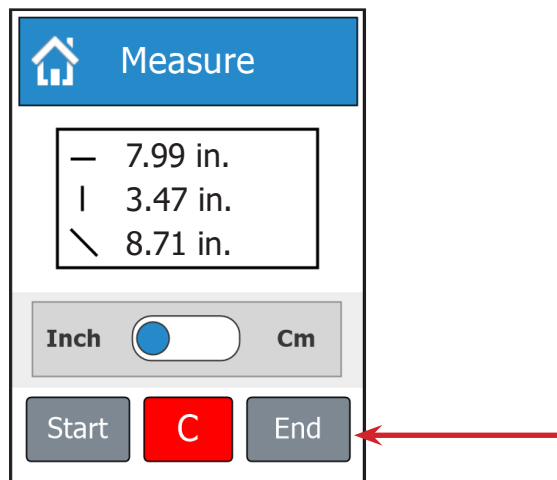 Measure
7.99 in.
3.47 in.
8.71 in.
Inch Cm
Start C End